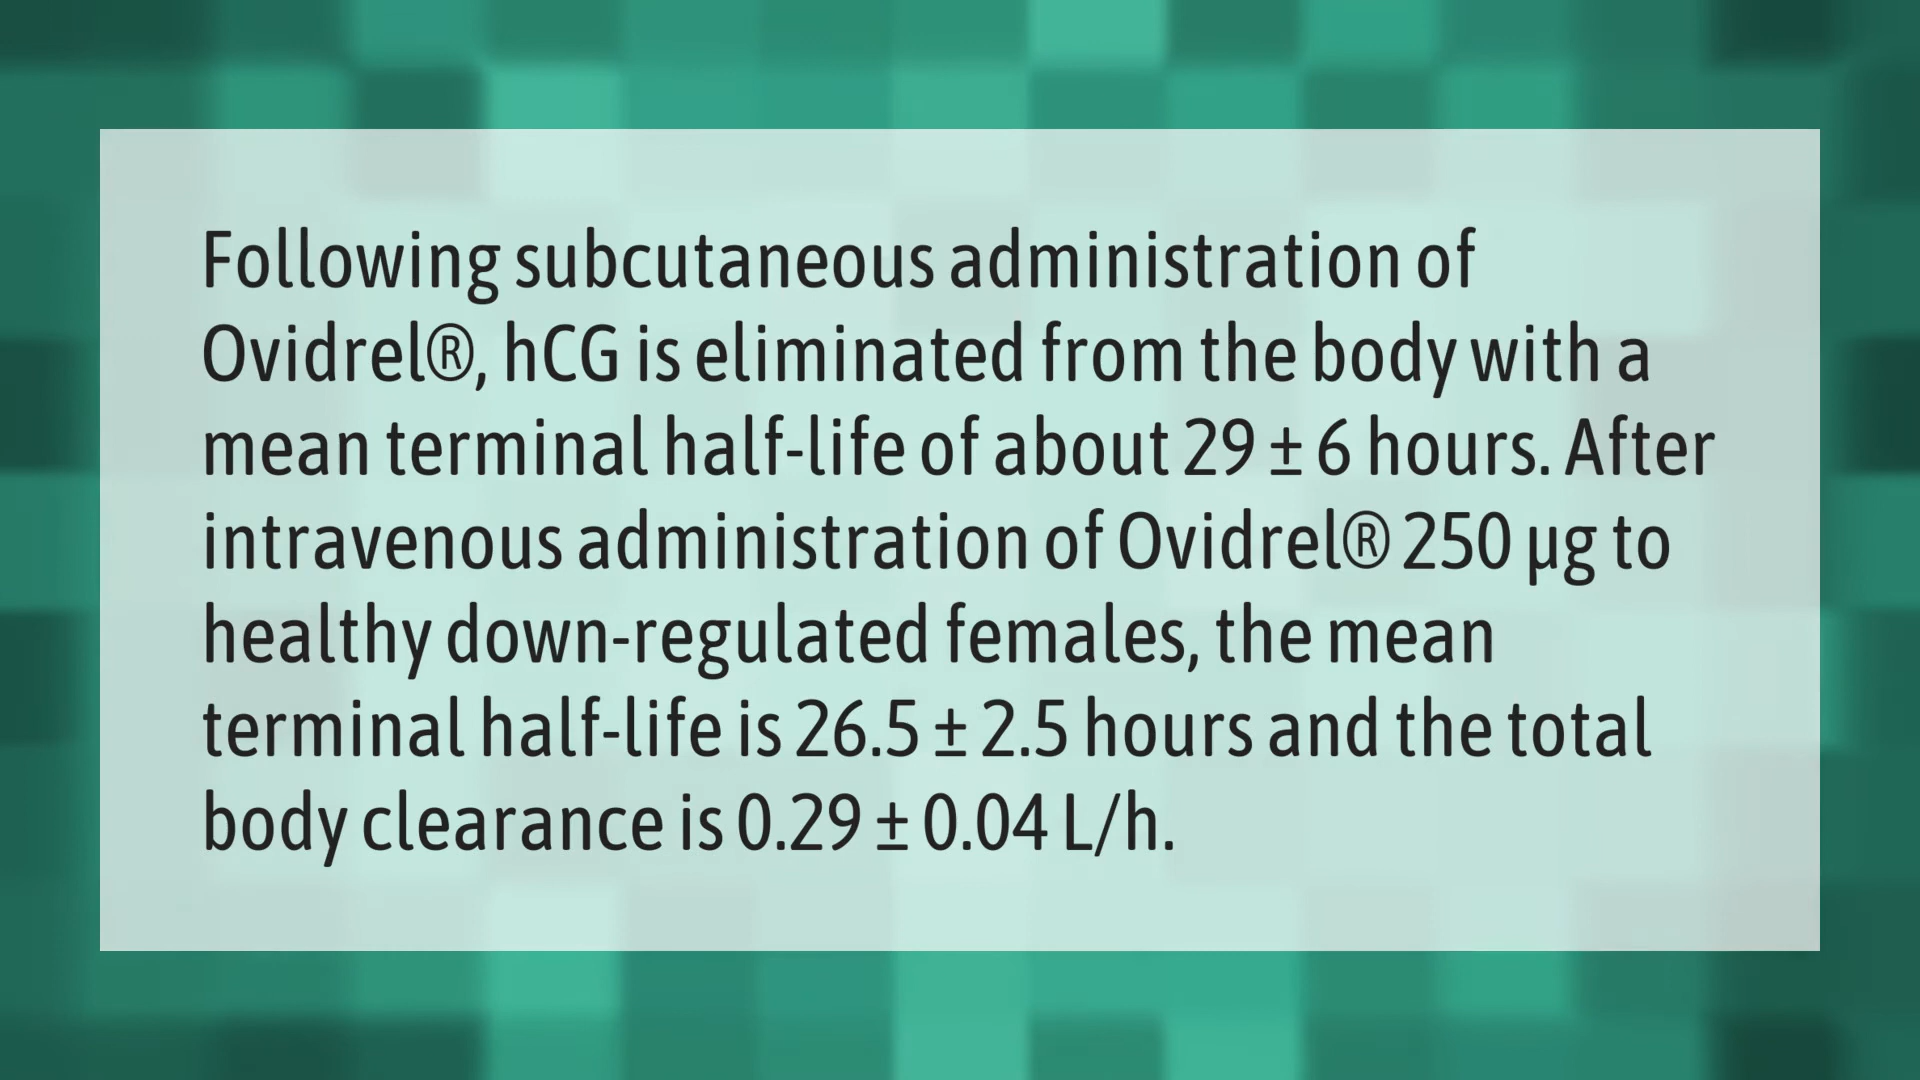 Following subcutaneous administration of
Ovidrel®, hCG is eliminated from the body with a
mean terminal half-life of about 29 ± 6 hours. After
intravenous administration of Ovidrel® 250 µg to
healthy down-regulated females, the mean
terminal half-life is 26.5 ± 2.5 hours and the total
body clearance is 0.29 ± 0.04 L/h.